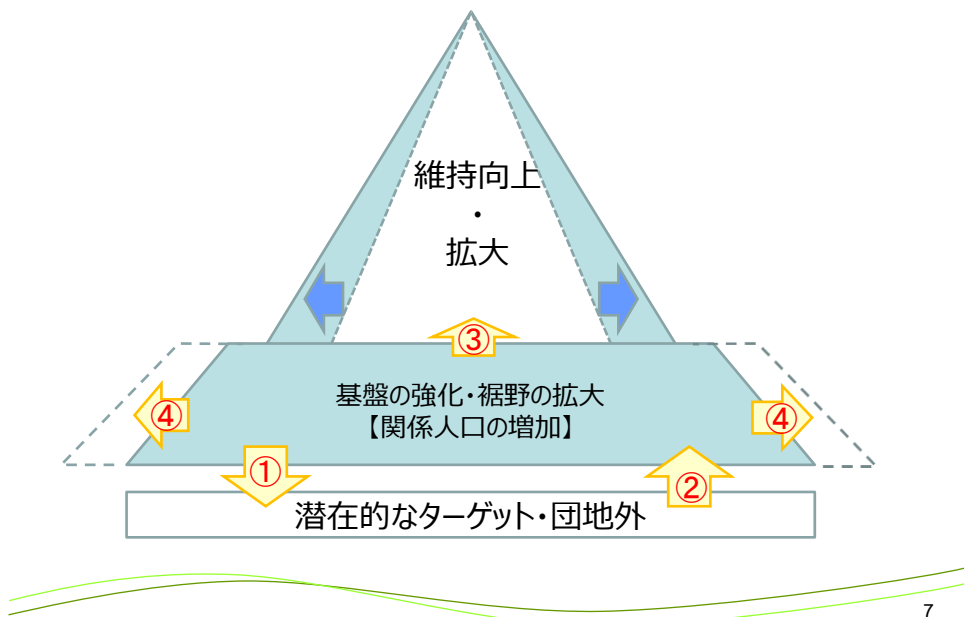 維持向上
・
拡大
③
基盤の強化・裾野の拡大
【関係人口の増加】
④
④
①
②
潜在的なターゲット・団地外
7